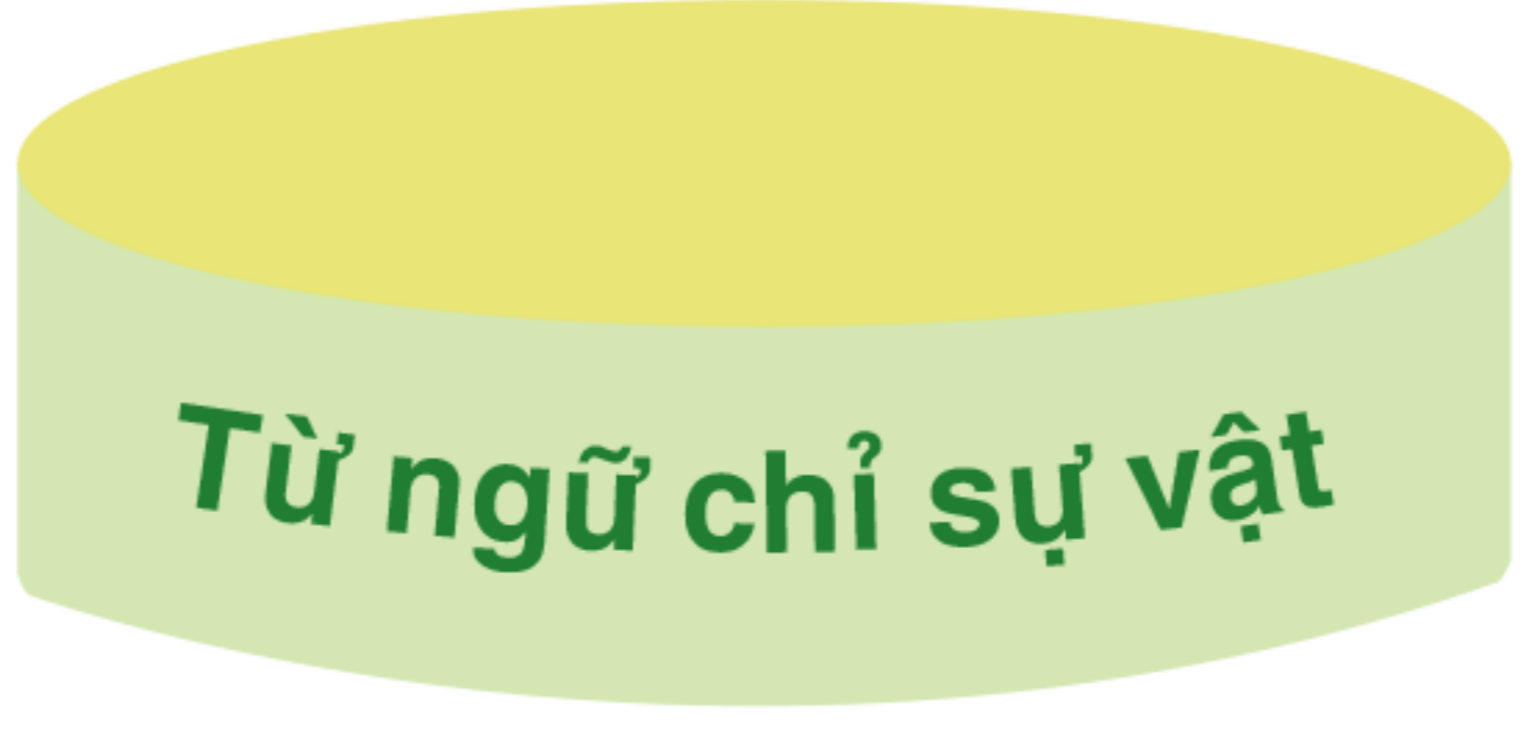 Từ ngữ chỉ sự vật